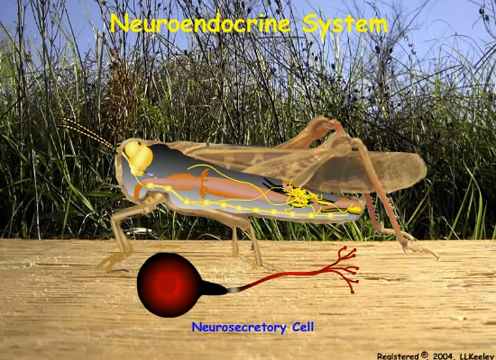 Neuroendocrine System
Neurosecretory Cell
Registered ©, 2004, LLKeeley